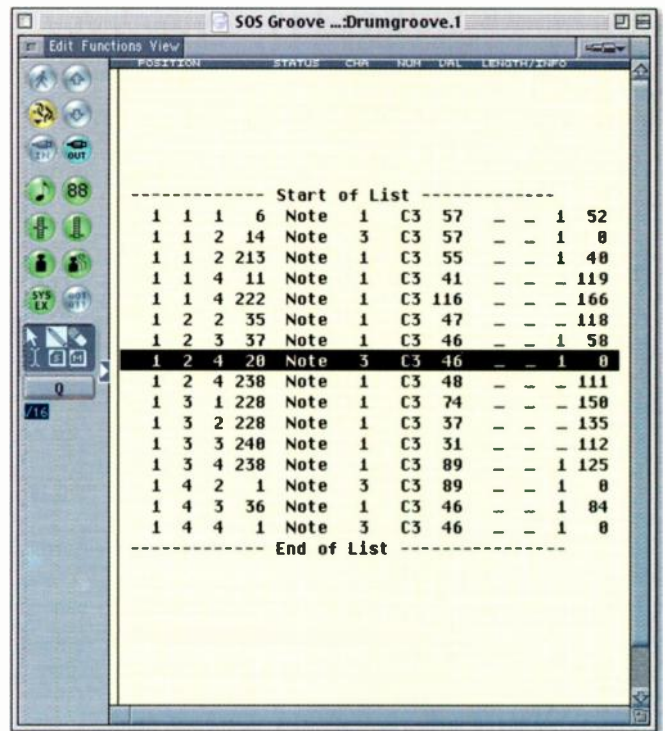 SOS Groove ...:Drumgroove.1
Edit Functions View
POSITION STATUS CHA NUM VAL LENGTH/INFO
IN OUT
88
SYS EX
Q
/16
-------------- Start of List --------------
1 1 1 6 Note 1 C3 57 _ _ 1 52
1 1 2 14 Note 3 C3 57 _ _ 1 0
1 1 2 213 Note 1 C3 55 _ _ 1 40
1 1 4 11 Note 1 C3 41 _ _ _ 119
1 1 4 222 Note 1 C3 116 _ _ _ 166
1 2 2 35 Note 1 C3 47 _ _ _ 118
1 2 3 37 Note 1 C3 46 _ _ 1 58
1 2 4 20 Note 3 C3 46 _ _ 1 0
1 2 4 238 Note 1 C3 48 _ _ _ 111
1 3 1 228 Note 1 C3 74 _ _ _ 150
1 3 2 228 Note 1 C3 37 _ _ _ 135
1 3 3 240 Note 1 C3 31 _ _ _ 112
1 3 4 238 Note 1 C3 89 _ _ 1 125
1 4 2 1 Note 3 C3 89 _ _ 1 0
1 4 3 36 Note 1 C3 46 _ _ 1 84
1 4 4 1 Note 3 C3 46 _ _ 1 0
-------------- End of List --------------